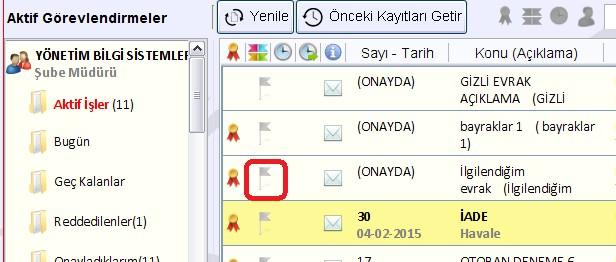 Aktif Görevlendirmeler
Yenile
Önceki Kayıtları Getir
YÖNETİM BİLGİ SİSTEMLER
Şube Müdürü
Aktif İşler (11)
Bugün
Geç Kalanlar
Reddedilenler(1)
Onayladıklarım(11)
Sayı - Tarih
Konu (Açıklama)
(ONAYDA)
GİZLİ EVRAK
AÇIKLAMA (GİZLİ
(ONAYDA)
bayraklar 1 ( bayraklar
1)
(ONAYDA)
İlgilendiğim
evrak (İlgilendiğim
30
İADE
04-02-2015
Havale
17
OTOBAN DENEME 6